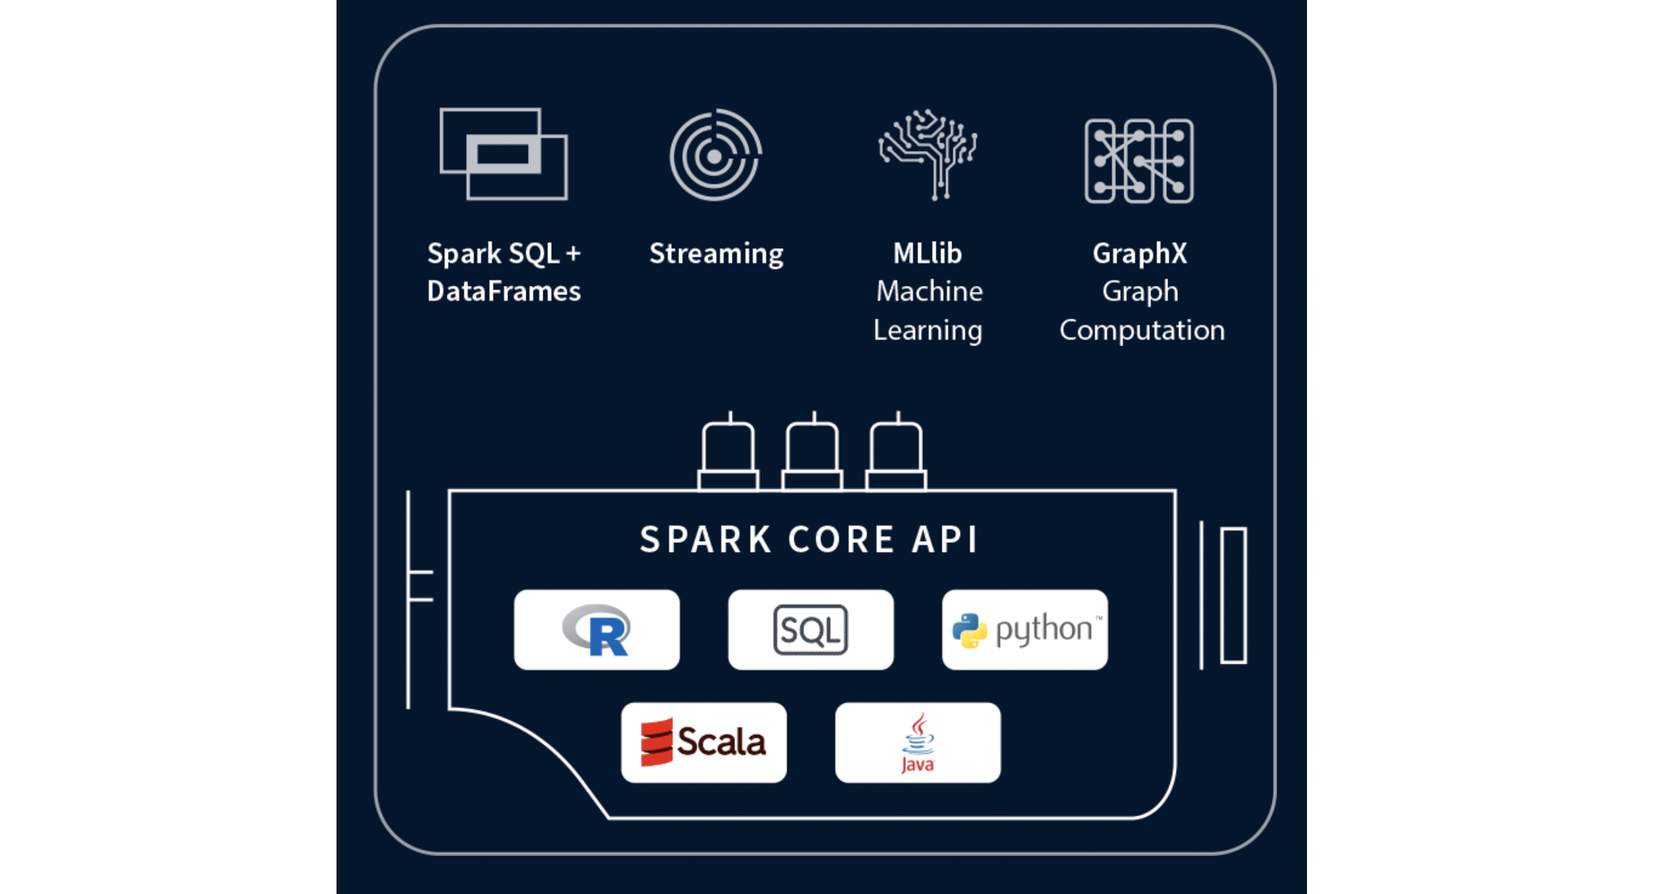 Spark SQL +
DataFrames
Streaming
MLlib
Machine
Learning
GraphX
Graph
Computation
SPARK CORE API
R
SQL
python™
Scala
Java